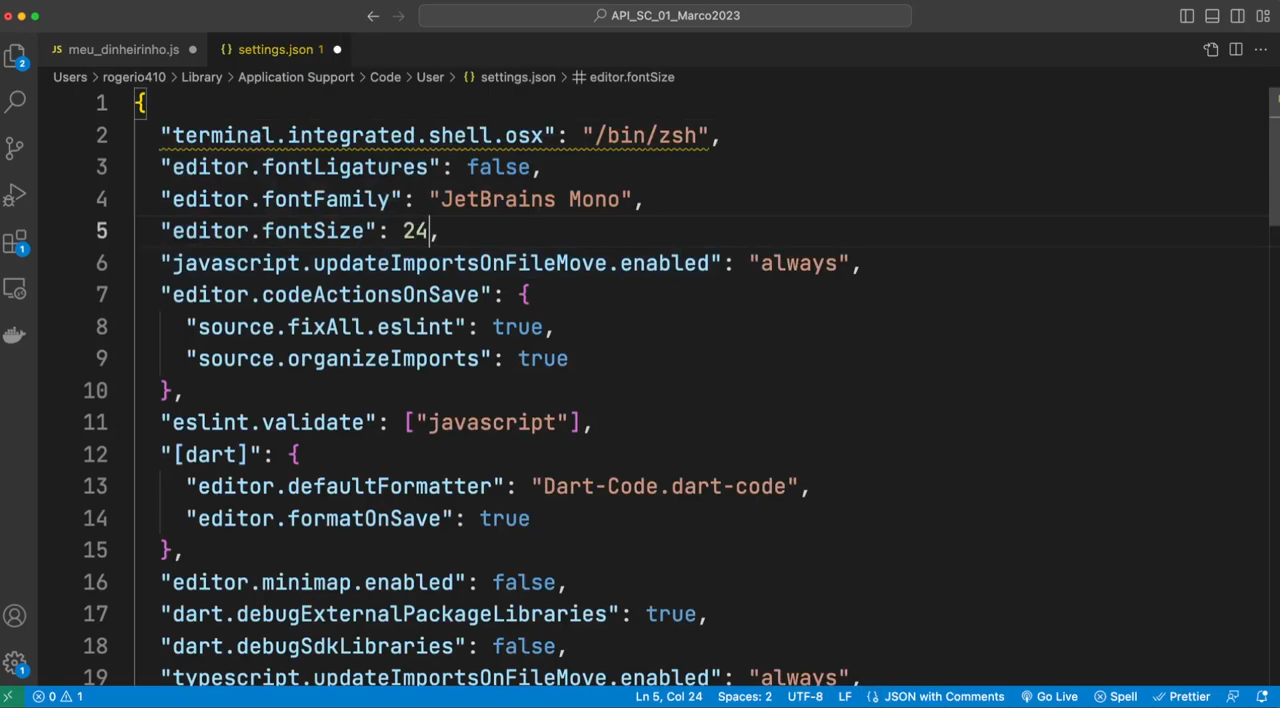 API_SC_01_Marco2023
JS meu_dinheirinho.js
{} settings.json 1
Users > rogerio410 > Library > Application Support > Code > User > {} settings.json > editor.fontSize
1 {
2 "terminal.integrated.shell.osx": "/bin/zsh",
3 "editor.fontLigatures": false,
4 "editor.fontFamily": "JetBrains Mono",
5 "editor.fontSize": 24,
6 "javascript.updateImportsOnFileMove.enabled": "always",
7 "editor.codeActionsOnSave": {
8 "source.fixAll.eslint": true,
9 "source.organizeImports": true
10 },
11 "eslint.validate": ["javascript"],
12 "[dart]": {
13 "editor.defaultFormatter": "Dart-Code.dart-code",
14 "editor.formatOnSave": true
15 },
16 "editor.minimap.enabled": false,
17 "dart.debugExternalPackageLibraries": true,
18 "dart.debugSdkLibraries": false,
19 "typescript.updateImportsOnFileMove.enabled": "always",
2
1
1
0 1 Ln 5, Col 24 Spaces: 2 UTF-8 LF {} JSON with Comments Go Live Spell Prettier